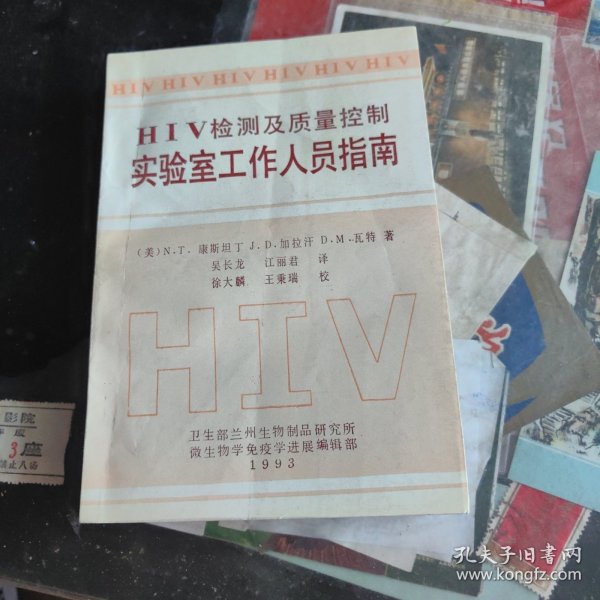 HIV HIV HIV HIV HIV HIV
HIV检测及质量控制
实验室工作人员指南
(美)N.T. 康斯坦丁 J.D.加拉汗 D.M.瓦特 著
吴长龙 江丽君 译
徐大麟 王秉瑞 校
HIV
卫生部兰州生物制品研究所
微生物学免疫学进展编辑部
1993
影院
3座
孔夫子旧书网
www.kongfz.com